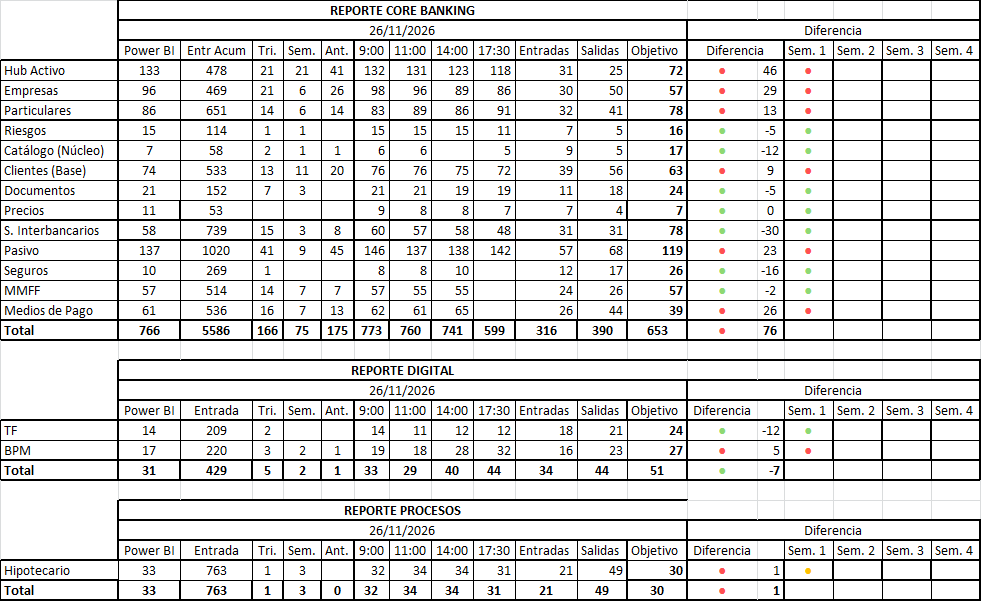 REPORTE CORE BANKING
26/11/2026 Diferencia
Power BI Entr Acum Tri. Sem. Ant. 9:00 11:00 14:00 17:30 Entradas Salidas Objetivo Diferencia Sem. 1 Sem. 2 Sem. 3 Sem. 4
Hub Activo 133 478 21 21 41 132 131 123 118 31 25 72 46
Empresas 96 469 21 6 26 98 96 89 86 30 50 57 29
Particulares 86 651 14 6 14 83 89 86 91 32 41 78 13
Riesgos 15 114 1 1 15 15 15 11 7 5 16 -5
Catálogo (Núcleo) 7 58 2 1 1 6 6 5 9 5 17 -12
Clientes (Base) 74 533 13 11 20 76 76 75 72 39 56 63 9
Documentos 21 152 7 3 21 21 19 19 11 18 24 -5
Precios 11 53 9 8 8 7 7 4 7 0
S. Interbancarios 58 739 15 3 8 60 57 58 48 31 31 78 -30
Pasivo 137 1020 41 9 45 146 137 138 142 57 68 119 23
Seguros 10 269 1 8 8 10 12 17 26 -16
MMFF 57 514 14 7 7 57 55 55 24 26 57 -2
Medios de Pago 61 536 16 7 13 62 61 65 26 44 39 26
Total 766 5586 166 75 175 773 760 741 599 316 390 653 76
REPORTE DIGITAL
26/11/2026 Diferencia
Power BI Entrada Tri. Sem. Ant. 9:00 11:00 14:00 17:30 Entradas Salidas Objetivo Diferencia Sem. 1 Sem. 2 Sem. 3 Sem. 4
TF 14 209 2 14 11 12 12 18 21 24 -12
BPM 17 220 3 2 1 19 18 28 32 16 23 27 5
Total 31 429 5 2 1 33 29 40 44 34 44 51 -7
REPORTE PROCESOS
26/11/2026 Diferencia
Power BI Entrada Tri. Sem. Ant. 9:00 11:00 14:00 17:30 Entradas Salidas Objetivo Diferencia Sem. 1 Sem. 2 Sem. 3 Sem. 4
Hipotecario 33 763 1 3 32 34 34 31 21 49 30 1
Total 33 763 1 3 0 32 34 34 31 21 49 30 1